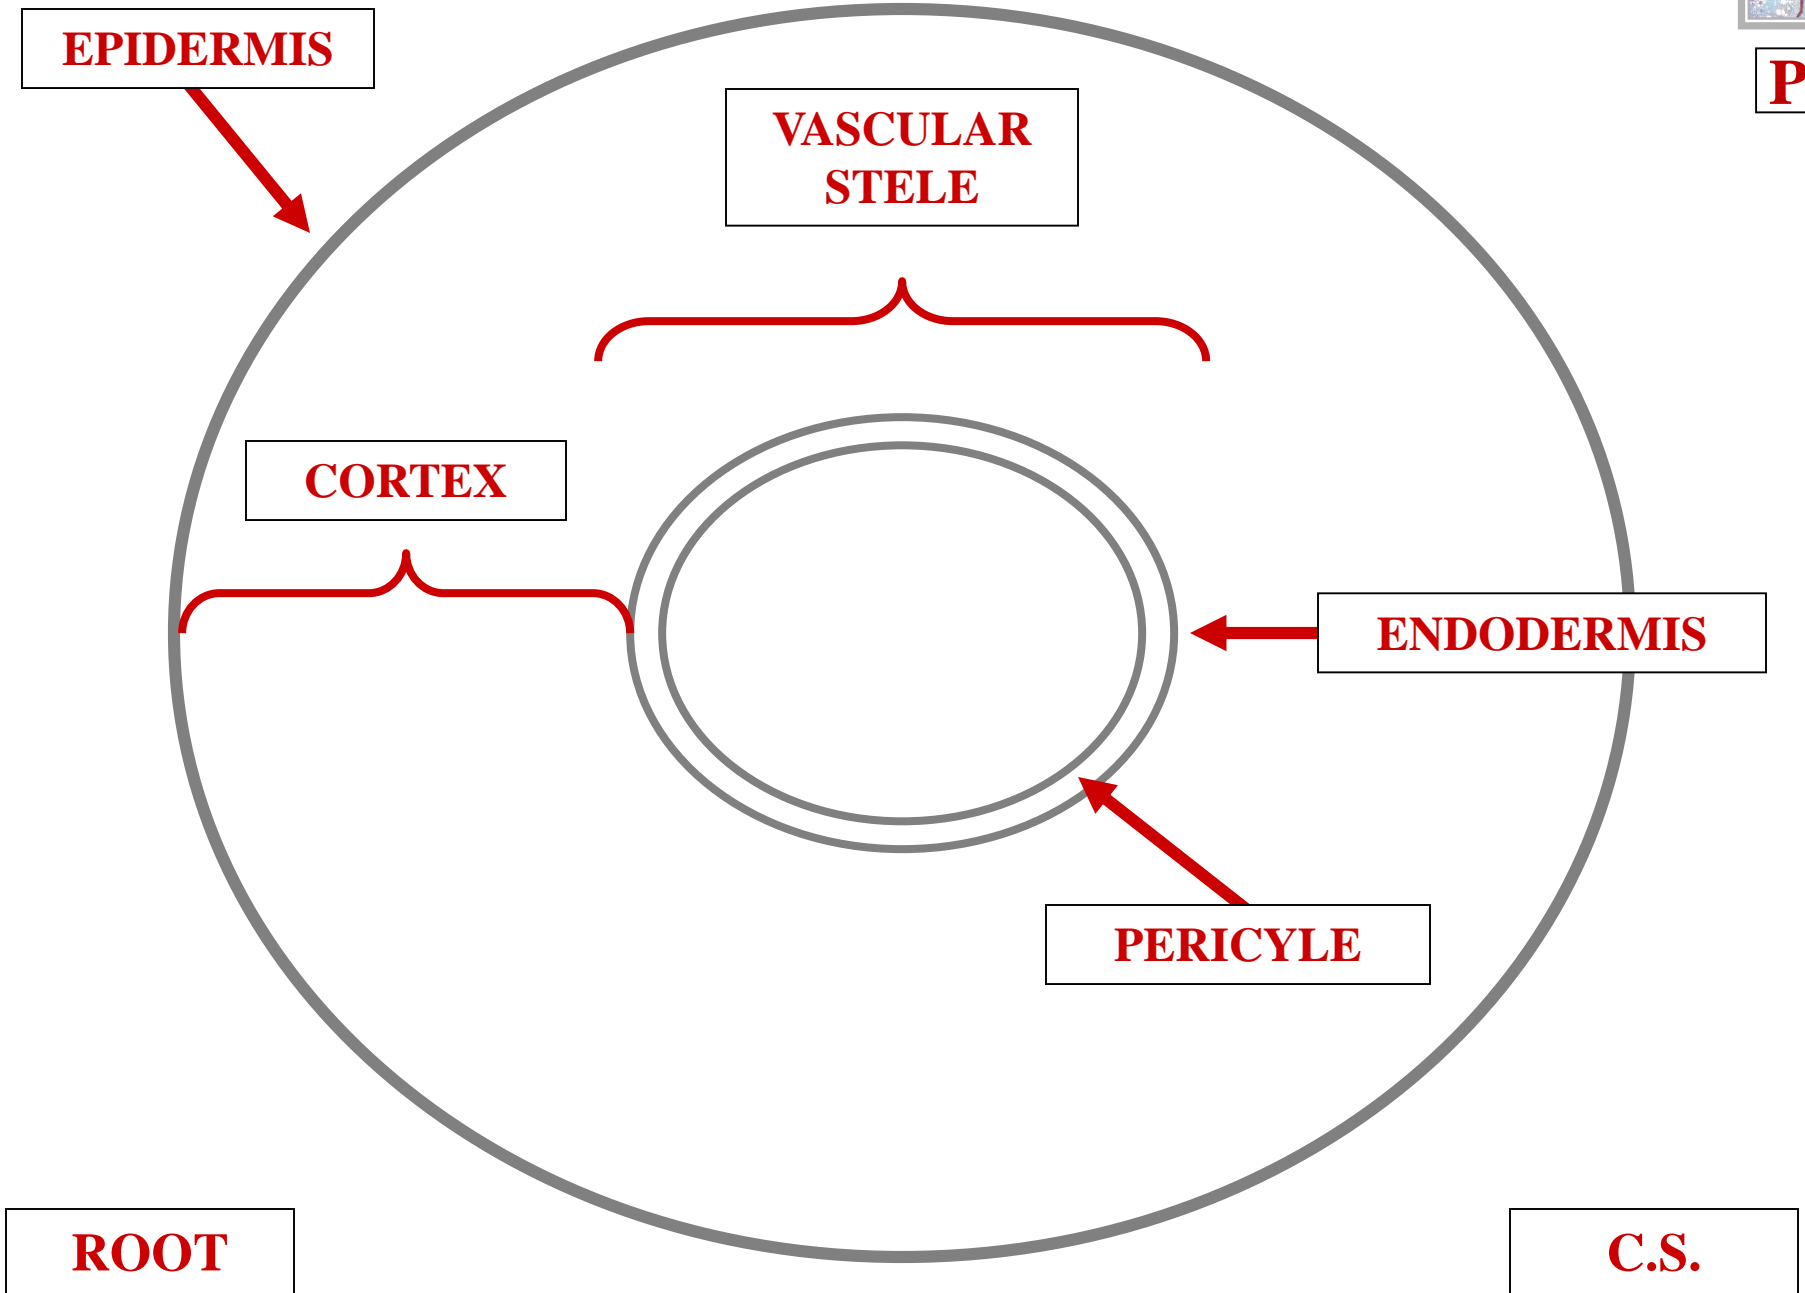 EPIDERMIS
P
VASCULAR
STELE
CORTEX
ENDODERMIS
PERICYLE
ROOT
C.S.